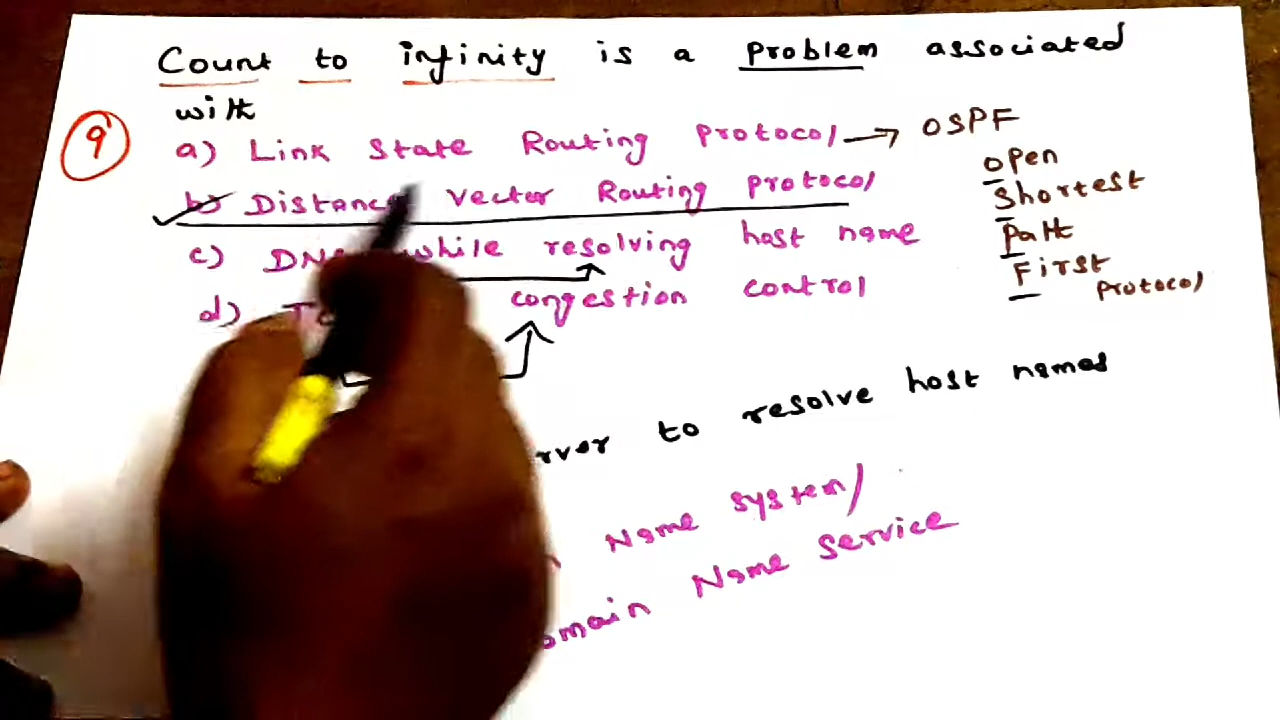 Count to infinity is a problem associated
with
9
a) Link State Routing Protocol → OSPF
b) Distance Vector Routing protocol
c) while resolving host name
d) congestion control
Open
Shortest
Path
First
Protocol
to resolve host names
Name system/
Name Service